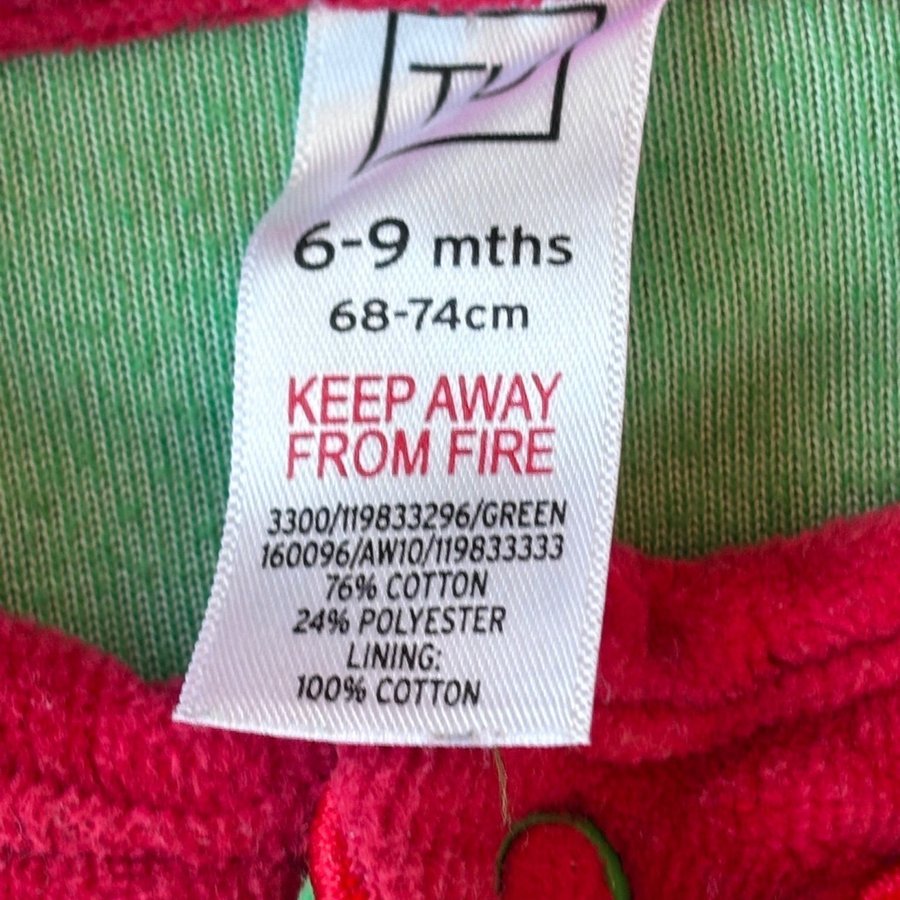 TU
6-9 mths
68-74cm
KEEP AWAY
FROM FIRE
3300/119833296/GREEN
160096/AW10/119833333
76% COTTON
24% POLYESTER
LINING:
100% COTTON